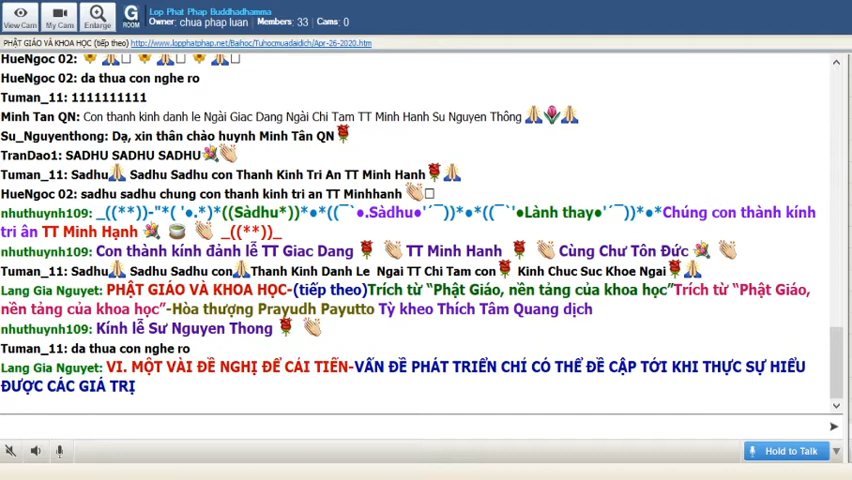 Lop Phat Phap Buddhadhamma
Owner: chua phap luan Members: 33 Cams: 0
View Cam My Cam Enlarge G ROOM
PHẬT GIÁO VÀ KHOA HỌC (tiếp theo) http://www.lopphatphap.net/Baihoc/Tuhocmuadaidich/Apr-26-2020.htm
HueNgoc 02:
HueNgoc 02: da thua con nghe ro
Tuman_11: 1111111111
Minh Tan QN: Con thanh kinh danh le Ngài Giac Dang Ngài Chi Tam TT Minh Hanh Su Nguyen Thông
Su_Nguyenthong: Dạ, xin thân chào huynh Minh Tân QN
TranDao1: SADHU SADHU SADHU
Tuman_11: Sadhu Sadhu Sadhu con Thanh Kinh Tri An TT Minh Hanh
HueNgoc 02: sadhu sadhu chung con thanh kinh tri an TT Minhhanh
nhuthuynh109: _((**))-"*( '●.*)*((Sàdhu*))*●*((¯`●.Sàdhu●'´¯))*●*((¯`'●Lành thay●'´¯))*●*Chúng con thành kính
tri ân TT Minh Hạnh _((**))_
nhuthuynh109: Con thành kính đảnh lễ TT Giac Dang TT Minh Hanh Cùng Chư Tôn Đức
Tuman_11: Sadhu Sadhu Sadhu con Thanh Kinh Danh Le Ngai TT Chi Tam con Kinh Chuc Suc Khoe Ngai
Lang Gia Nguyet: PHẬT GIÁO VÀ KHOA HỌC-(tiếp theo)Trích từ “Phật Giáo, nền tảng của khoa học”Trích từ “Phật Giáo,
nền tảng của khoa học”-Hòa thượng Prayudh Payutto Tỳ kheo Thích Tâm Quang dịch
nhuthuynh109: Kính lễ Sư Nguyen Thong
Tuman_11: da thua con nghe ro
Lang Gia Nguyet: VI. MỘT VÀI ĐỀ NGHỊ ĐỂ CẢI TIẾN-VẤN ĐỀ PHÁT TRIỂN CHỈ CÓ THỂ ĐỀ CẬP TỚI KHI THỰC SỰ HIỂU
ĐƯỢC CÁC GIÁ TRỊ
Hold to Talk